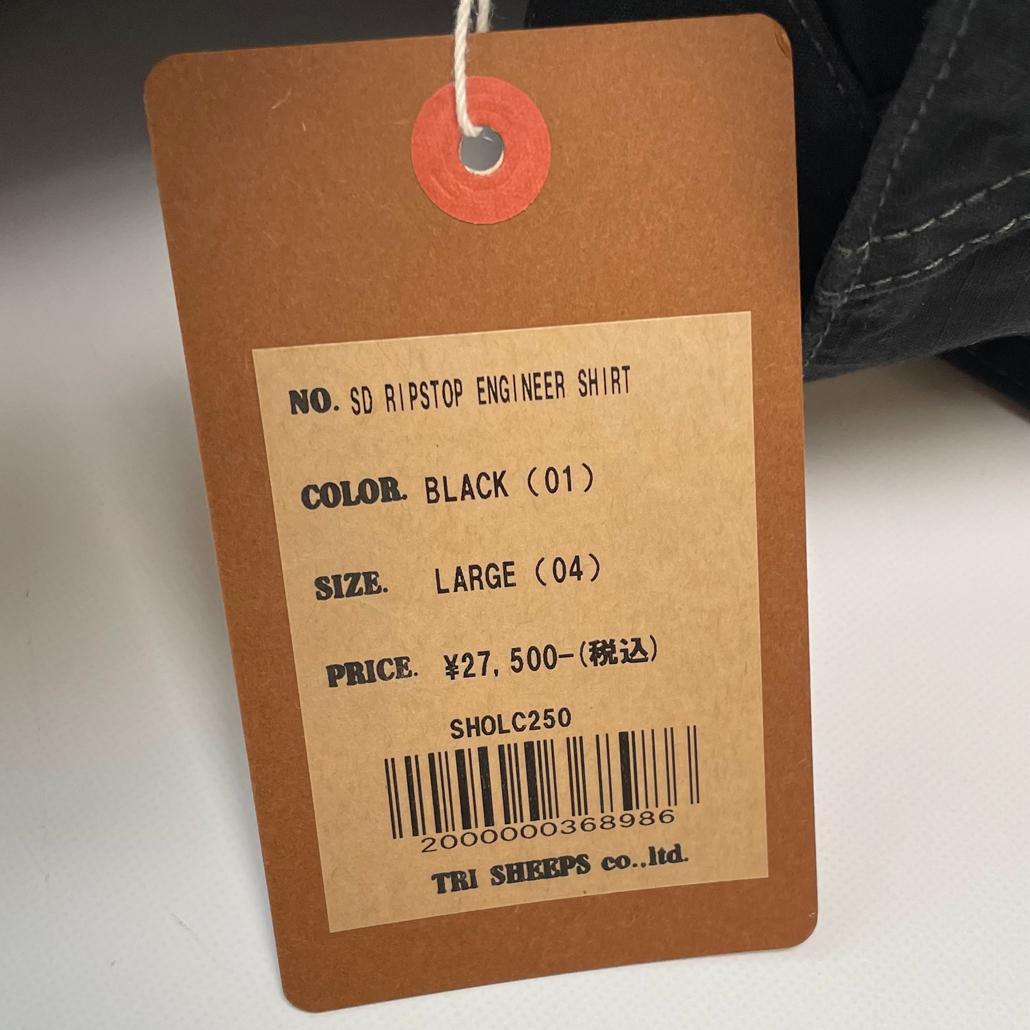 NO. SD RIPSTOP ENGINEER SHIRT
COLOR. BLACK (01)
SIZE. LARGE (04)
PRICE. ¥27,500-(税込)
SHOLC250
2000000368986
TRI SHEEPS co.,ltd.